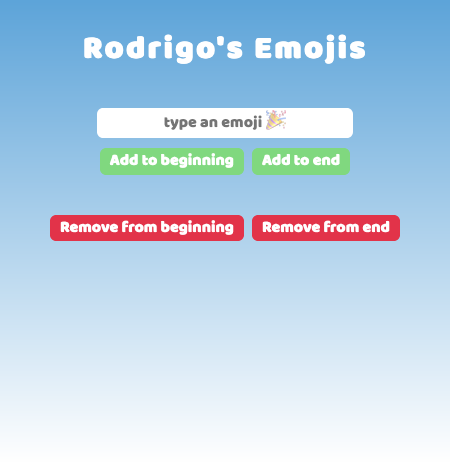 Rodrigo's Emojis
type an emoji 🎉
Add to beginning Add to end
Remove from beginning Remove from end